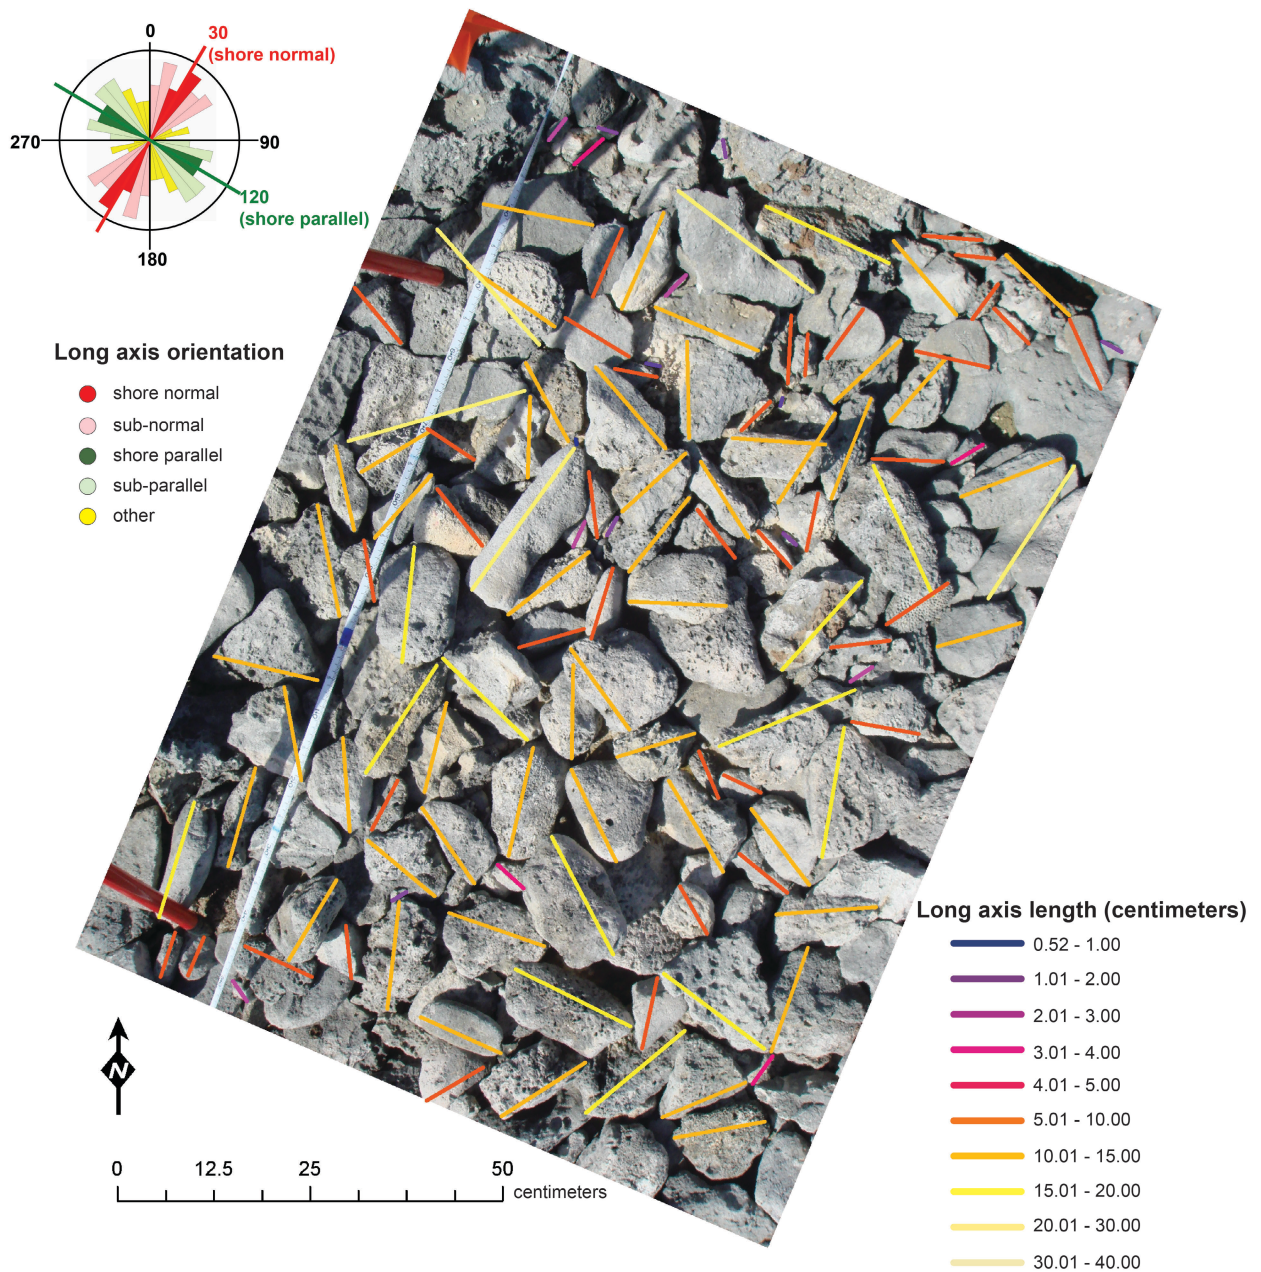 0
30
(shore normal)
270
90
120
(shore parallel)
180
Long axis orientation
shore normal
sub-normal
shore parallel
sub-parallel
other
Long axis length (centimeters)
0.52 - 1.00
1.01 - 2.00
2.01 - 3.00
3.01 - 4.00
4.01 - 5.00
5.01 - 10.00
10.01 - 15.00
15.01 - 20.00
20.01 - 30.00
30.01 - 40.00
N
0 12.5 25 50
centimeters